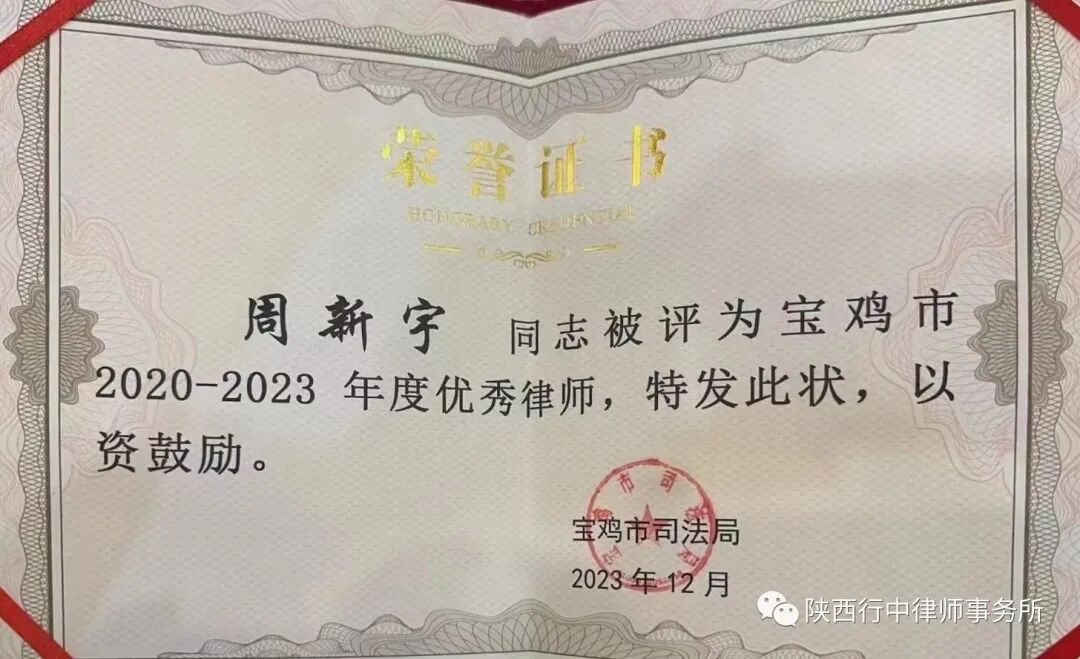 荣誉证书
HONORARY CREDENTIAL
周新宇 同志被评为宝鸡市
2020-2023 年度优秀律师，特发此状，以
资鼓励。
宝鸡市司法局
2023 年 12 月
陕西行中律师事务所